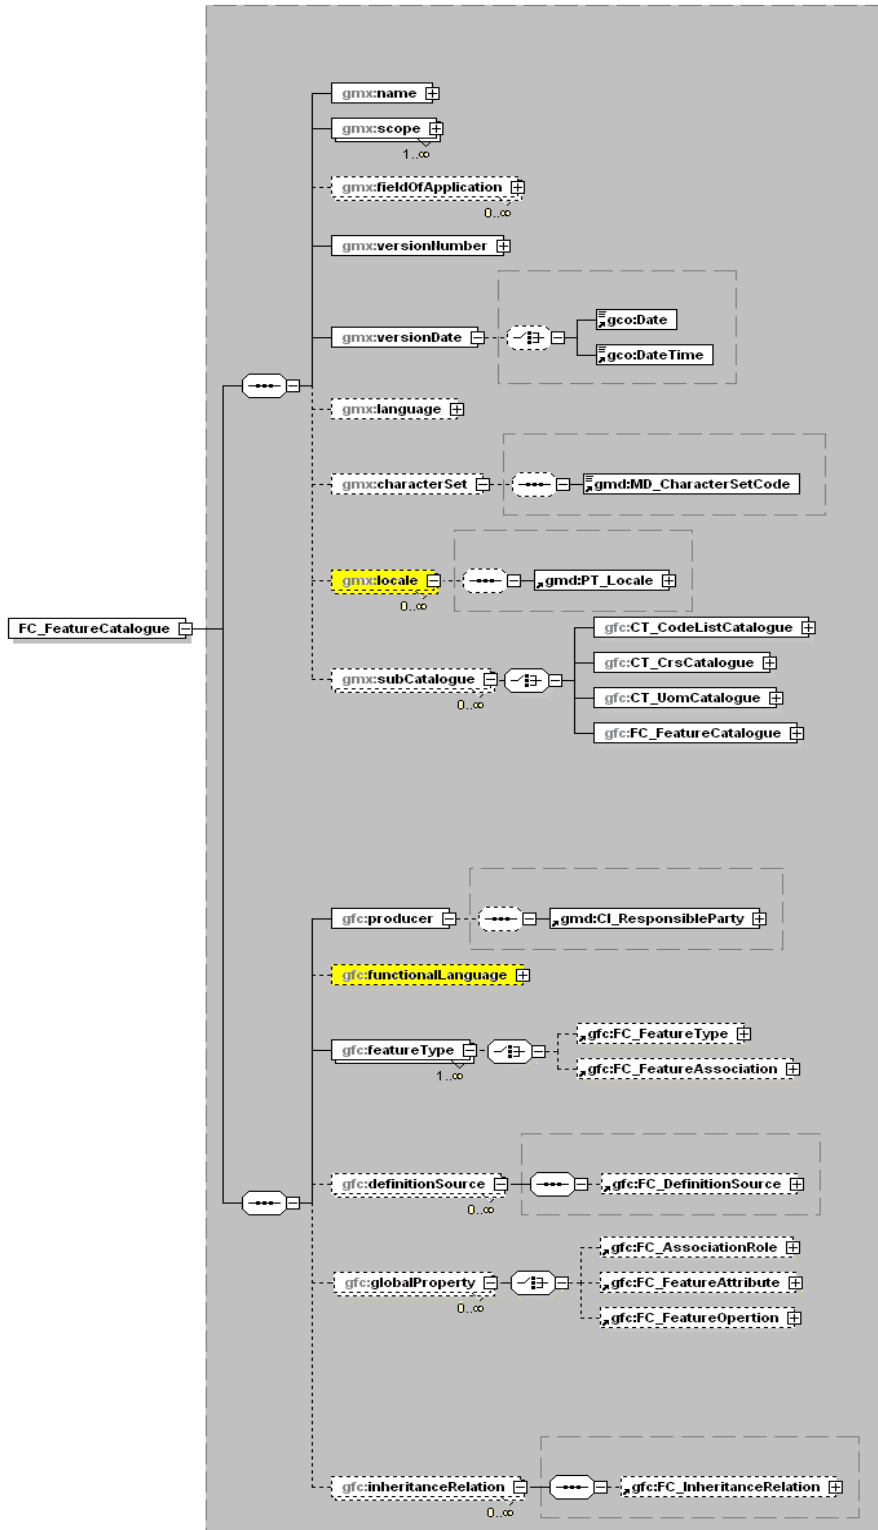 gmx:name
gmx:scope
1..∞
gmx:fieldOfApplication
0..∞
gmx:versionNumber
gmx:versionDate
gco:Date
gco:DateTime
gmx:language
gmx:characterSet
gmd:MD_CharacterSetCode
gmx:locale
0..∞
gmd:PT_Locale
FC_FeatureCatalogue
gmx:subCatalogue
0..∞
gfc:CT_CodeListCatalogue
gfc:CT_CrsCatalogue
gfc:CT_UomCatalogue
gfc:FC_FeatureCatalogue
gfc:producer
gmd:CI_ResponsibleParty
gfc:functionalLanguage
gfc:featureType
1..∞
gfc:FC_FeatureType
gfc:FC_FeatureAssociation
gfc:definitionSource
0..∞
gfc:FC_DefinitionSource
gfc:globalProperty
0..∞
gfc:FC_AssociationRole
gfc:FC_FeatureAttribute
gfc:FC_FeatureOpertion
gfc:inheritanceRelation
0..∞
gfc:FC_InheritanceRelation